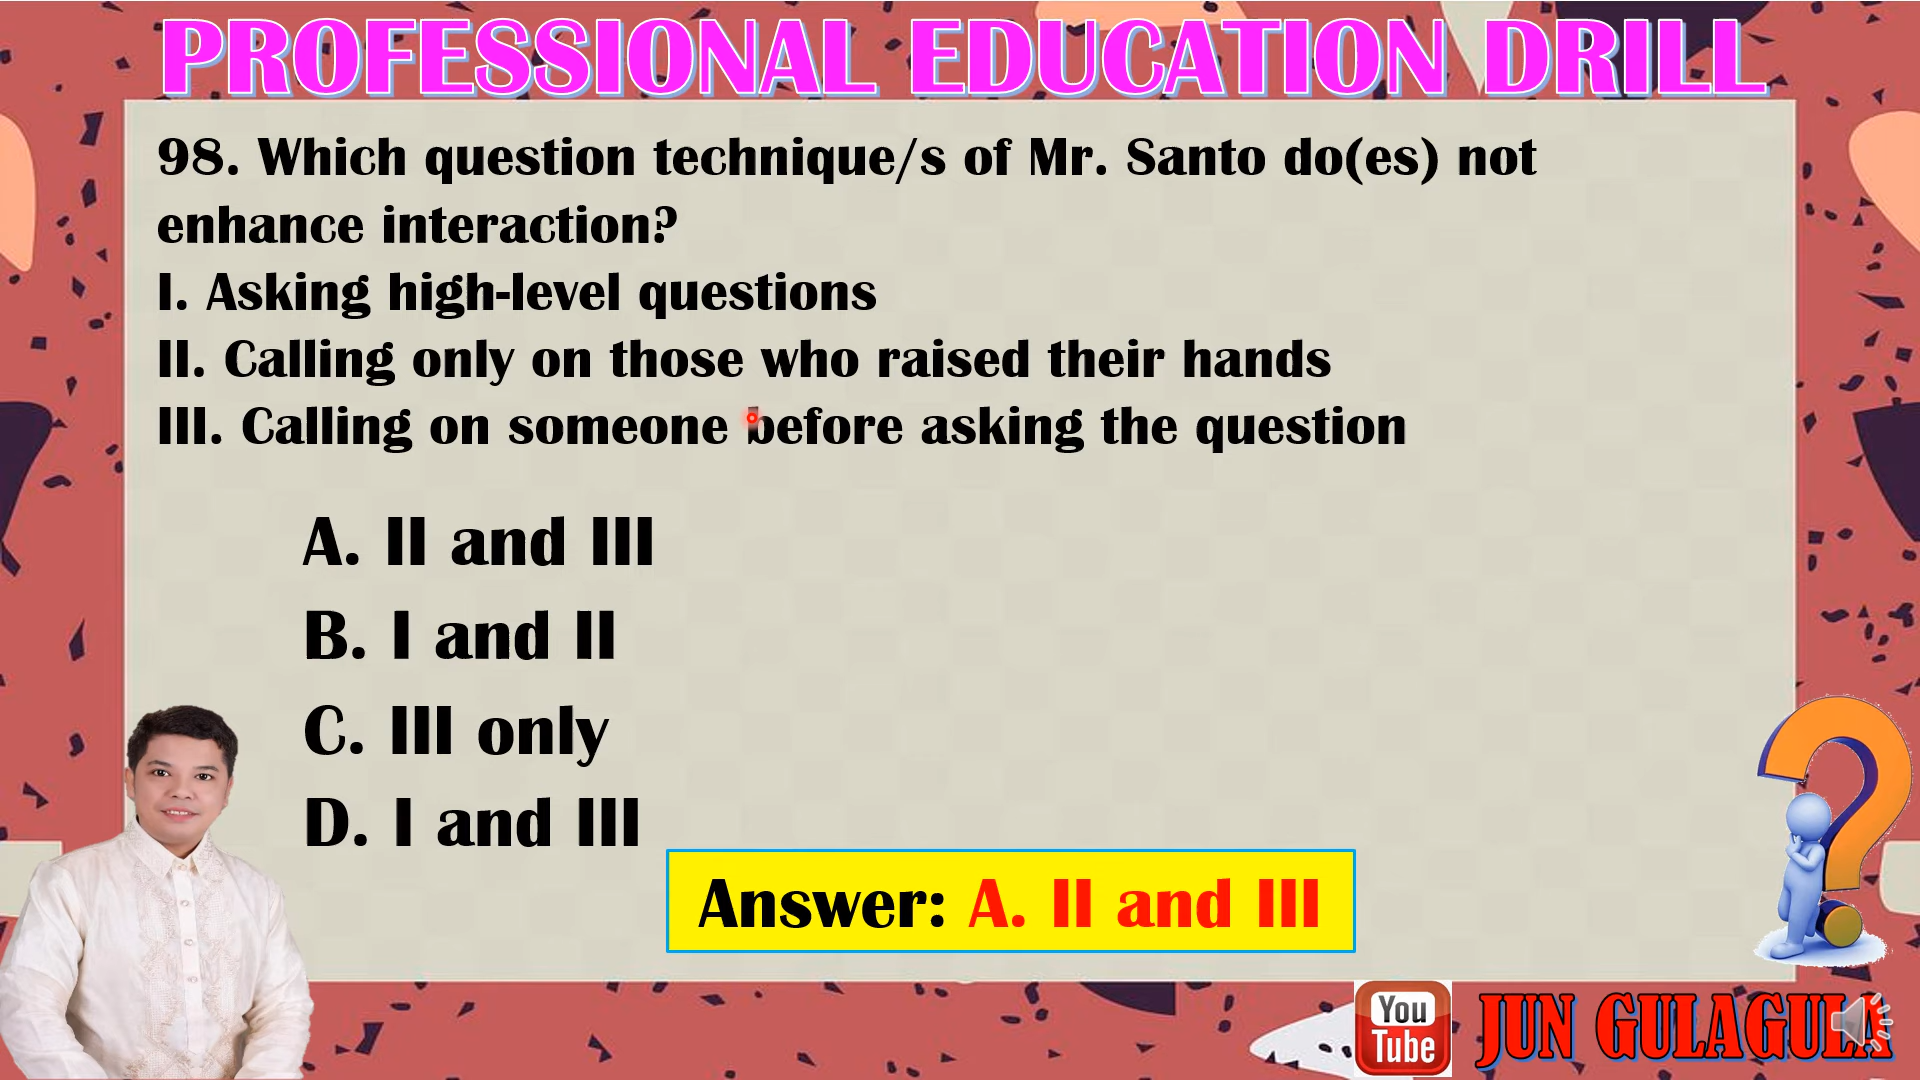 PROFESSIONAL EDUCATION DRILL
98. Which question technique/s of Mr. Santo do(es) not
enhance interaction?
I. Asking high-level questions
II. Calling only on those who raised their hands
III. Calling on someone before asking the question
A. II and III
B. I and II
C. III only
D. I and III
Answer: A. II and III
You
Tube
JUN GULAGULA